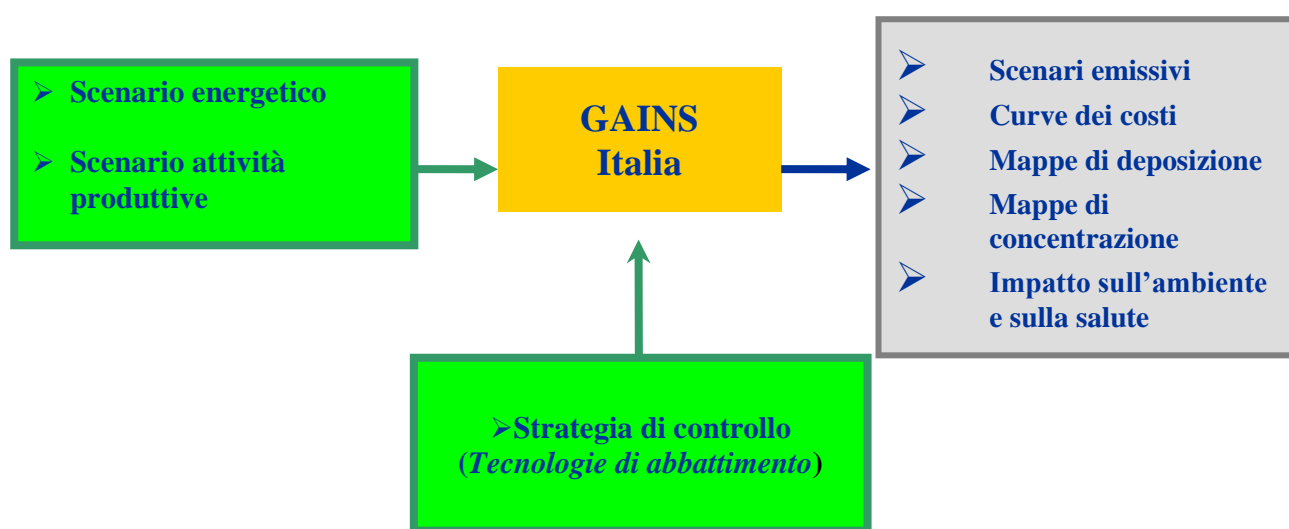 ➢ Scenario energetico
➢ Scenario attività
produttive
GAINS
Italia
➢ Scenari emissivi
➢ Curve dei costi
➢ Mappe di deposizione
➢ Mappe di
concentrazione
➢ Impatto sull’ambiente
e sulla salute
➢Strategia di controllo
(Tecnologie di abbattimento)